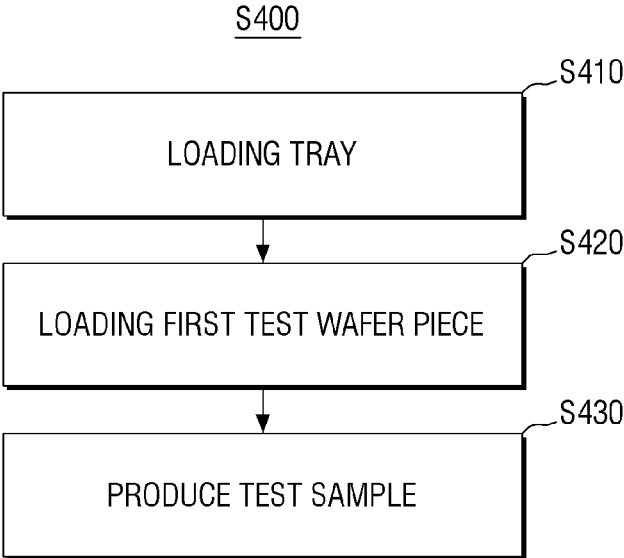 S400
S410
LOADING TRAY
S420
LOADING FIRST TEST WAFER PIECE
S430
PRODUCE TEST SAMPLE